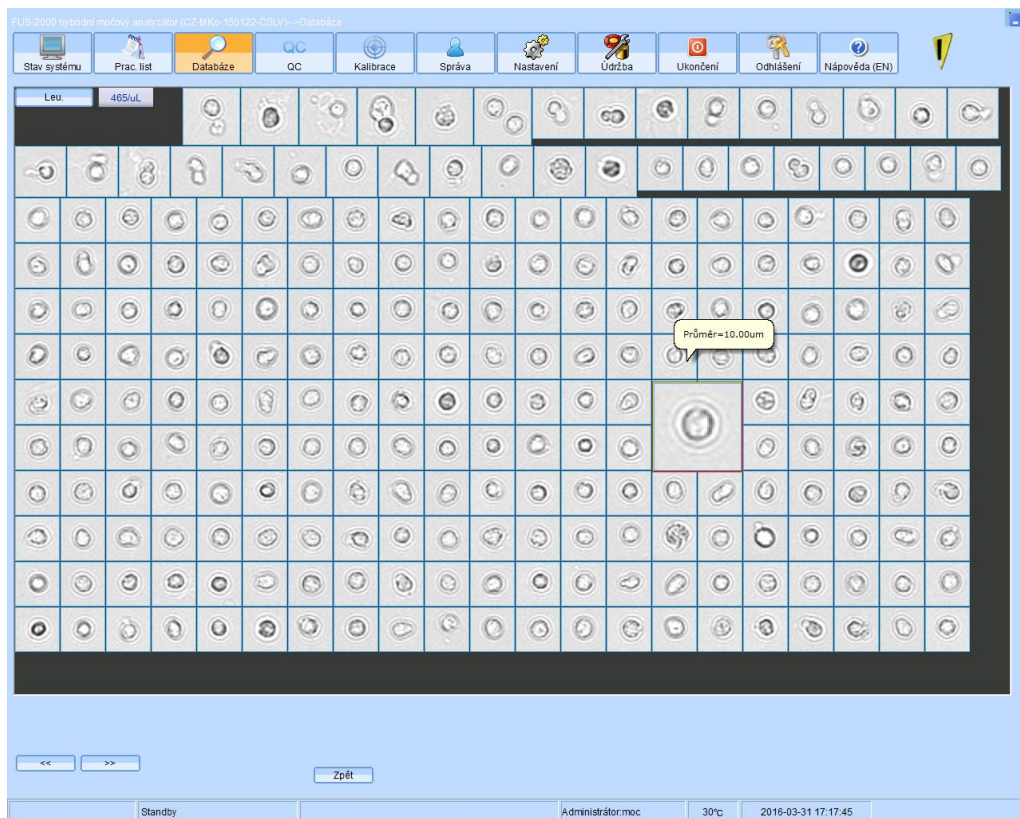 FUS-2000 hybridní močový analyzátor (CZ-MKo-150122-CSLV)-->Databáze
Stav systému
Prac. list
Databáze
QC
QC
Kalibrace
Správa
Nastavení
Údržba
Ukončení
Odhlášení
Nápověda (EN)
Leu.
465/uL
Průměr=10.00um
<<
>>
Zpět
Standby
Administrátor:moc
30℃
2016-03-31 17:17:45